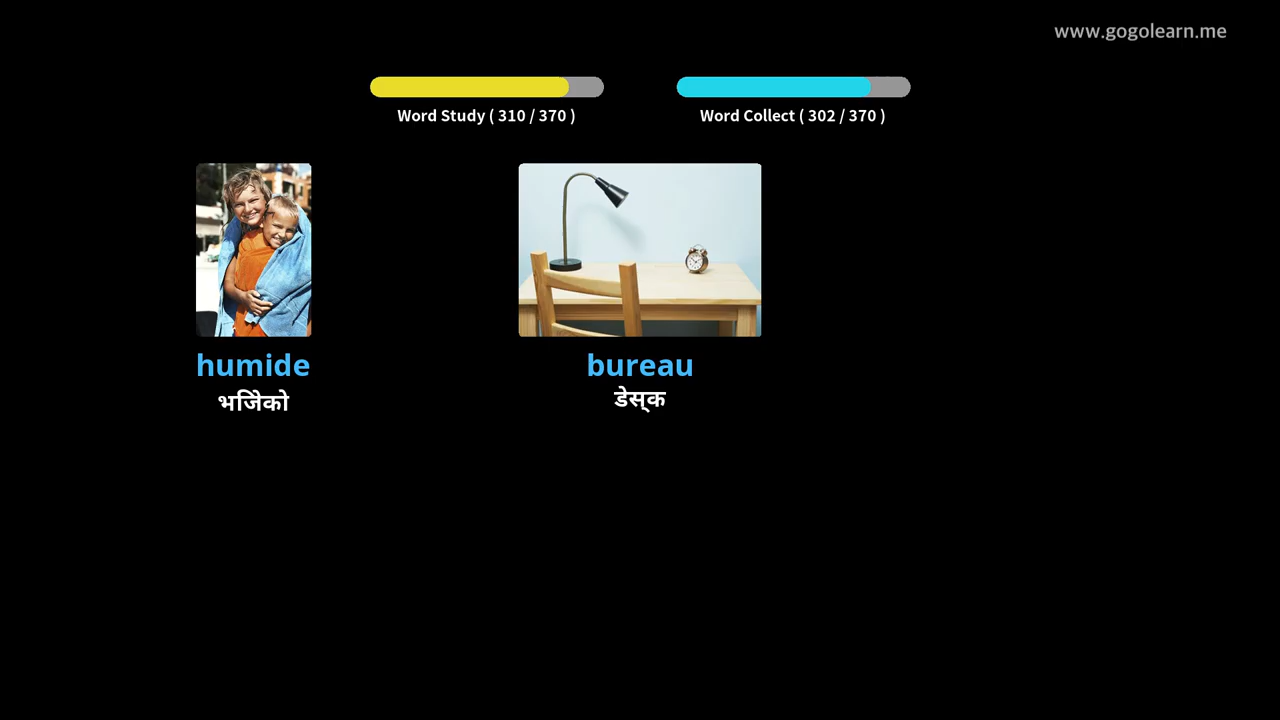 www.gogolearn.me
Word Study ( 310 / 370 )
Word Collect ( 302 / 370 )
humide
भिजेको
bureau
डेस्क